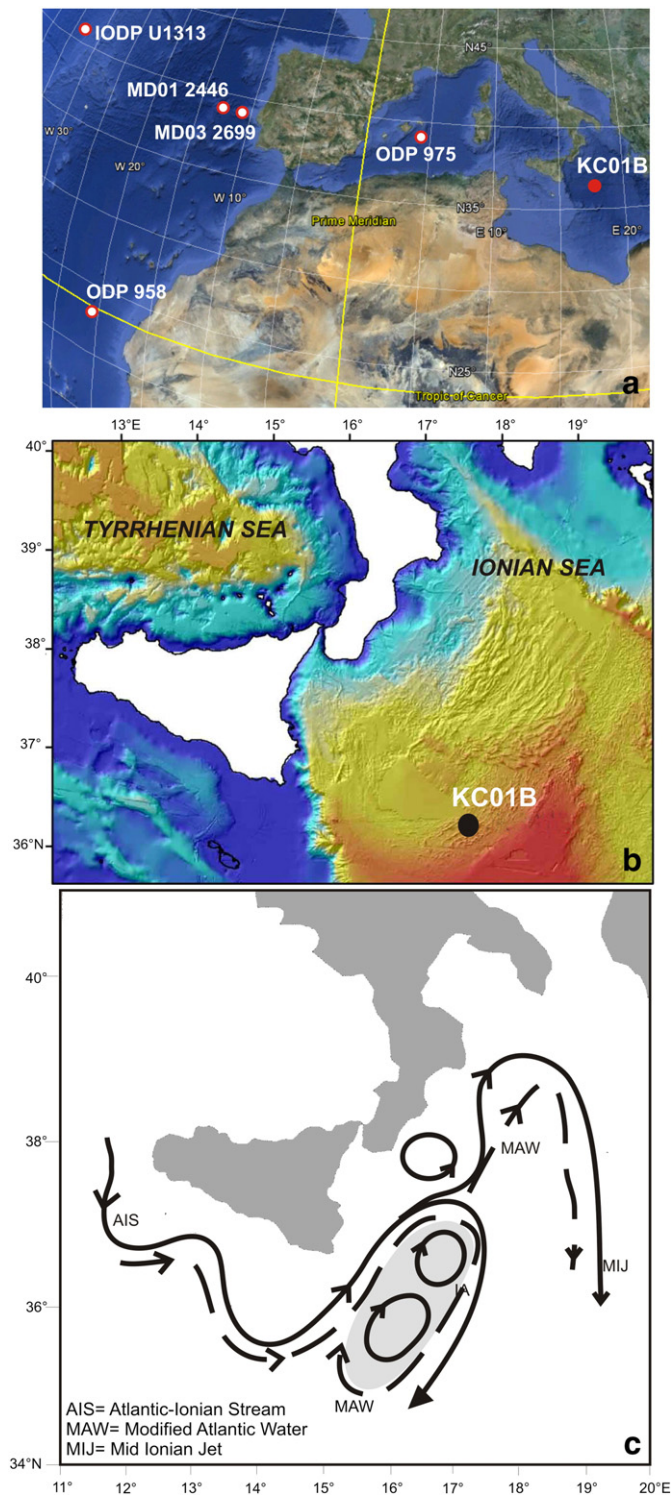 IODP U1313
N45°
MD01 2446
MD03 2699
W 30°
ODP 975
KC01B
W 20°
W 10°
N35°
Prime Meridian
E 10°
E 20°
ODP 958
N25°
Tropic of Cancer
a
13°E 14° 15° 16° 17° 18° 19°
40°
TYRRHENIAN SEA
39°
IONIAN SEA
38°
37°
KC01B
36°N
b
40°
38°
MAW
AIS
MIJ
IA
36°
MAW
AIS= Atlantic-Ionian Stream
MAW= Modified Atlantic Water
MIJ= Mid Ionian Jet
c
34°N
11° 12° 13° 14° 15° 16° 17° 18° 19° 20°E